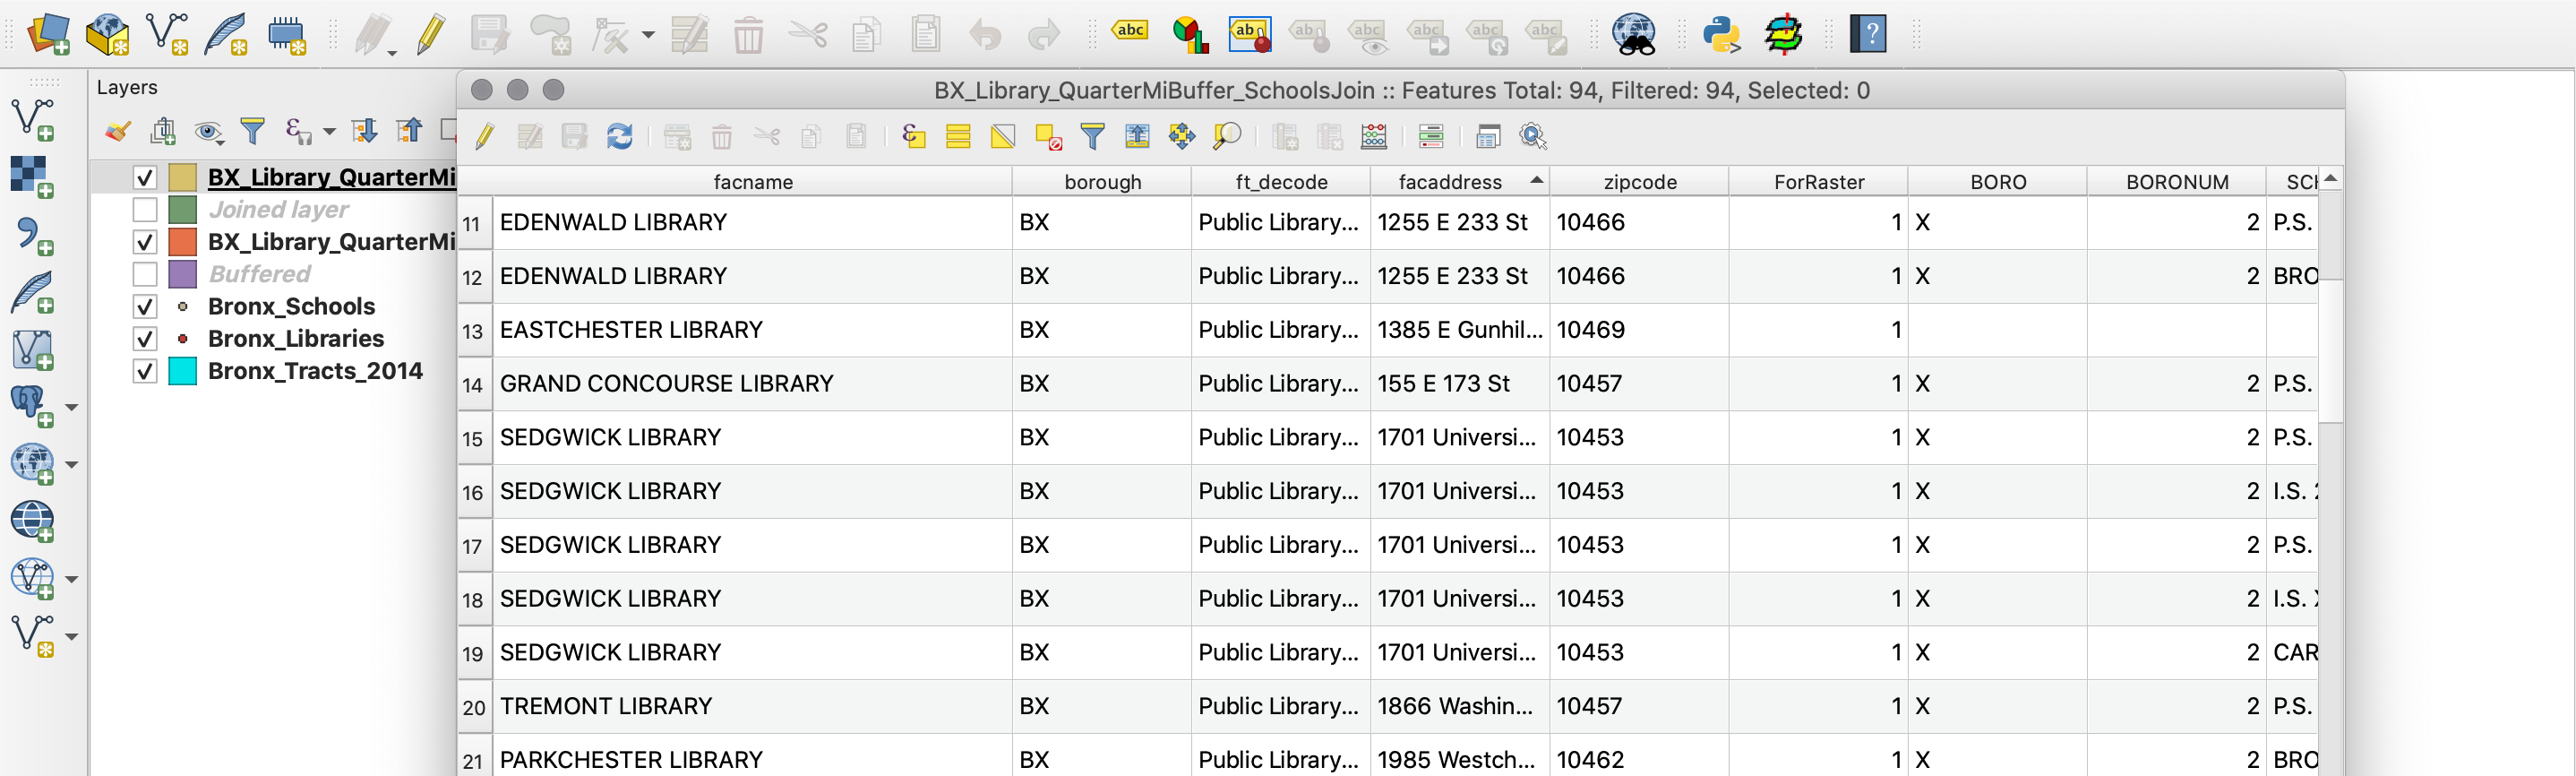 abc
ab
ab
abc
abc
abc
abc
?
Layers
BX_Library_QuarterMiBuffer_SchoolsJoin :: Features Total: 94, Filtered: 94, Selected: 0
BX_Library_QuarterMi
Joined layer
BX_Library_QuarterMi
Buffered
Bronx_Schools
Bronx_Libraries
Bronx_Tracts_2014
facname borough ft_decode facaddress zipcode ForRaster BORO BORONUM SCH
11 EDENWALD LIBRARY BX Public Library... 1255 E 233 St 10466 1 X 2 P.S.
12 EDENWALD LIBRARY BX Public Library... 1255 E 233 St 10466 1 X 2 BRO
13 EASTCHESTER LIBRARY BX Public Library... 1385 E Gunhil... 10469 1
14 GRAND CONCOURSE LIBRARY BX Public Library... 155 E 173 St 10457 1 X 2 P.S.
15 SEDGWICK LIBRARY BX Public Library... 1701 Universi... 10453 1 X 2 P.S.
16 SEDGWICK LIBRARY BX Public Library... 1701 Universi... 10453 1 X 2 I.S.
17 SEDGWICK LIBRARY BX Public Library... 1701 Universi... 10453 1 X 2 P.S.
18 SEDGWICK LIBRARY BX Public Library... 1701 Universi... 10453 1 X 2 I.S.
19 SEDGWICK LIBRARY BX Public Library... 1701 Universi... 10453 1 X 2 CAR
20 TREMONT LIBRARY BX Public Library... 1866 Washin... 10457 1 X 2 P.S.
21 PARKCHESTER LIBRARY BX Public Library... 1985 Westch... 10462 1 X 2 BRO